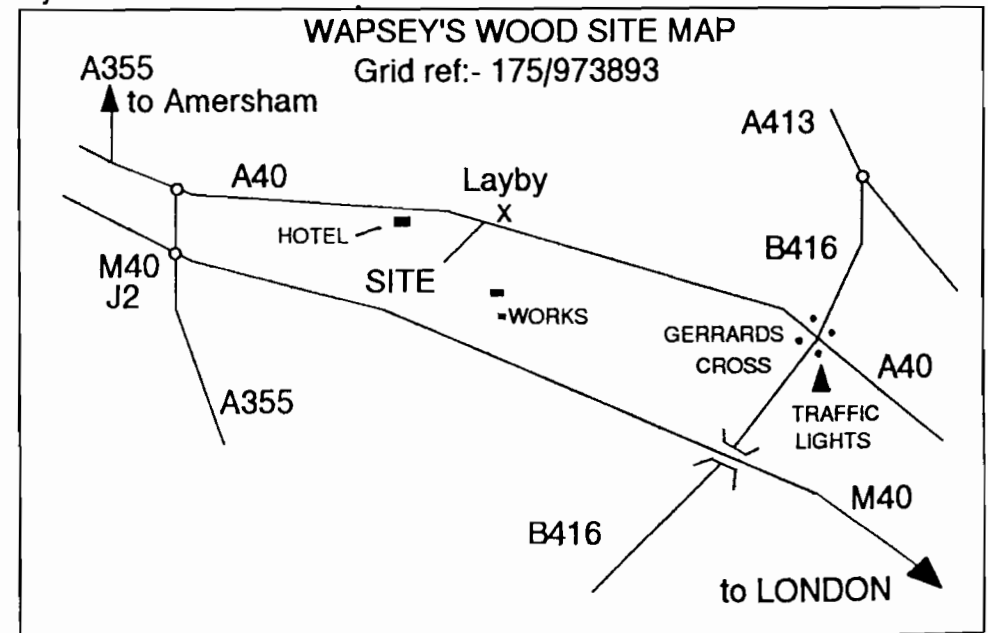 WAPSEY'S WOOD SITE MAP
Grid ref:- 175/973893
A355
to Amersham
A413
A40
Layby
x
HOTEL
B416
M40
J2
SITE
WORKS
GERRARDS
CROSS
A40
A355
TRAFFIC
LIGHTS
M40
B416
to LONDON